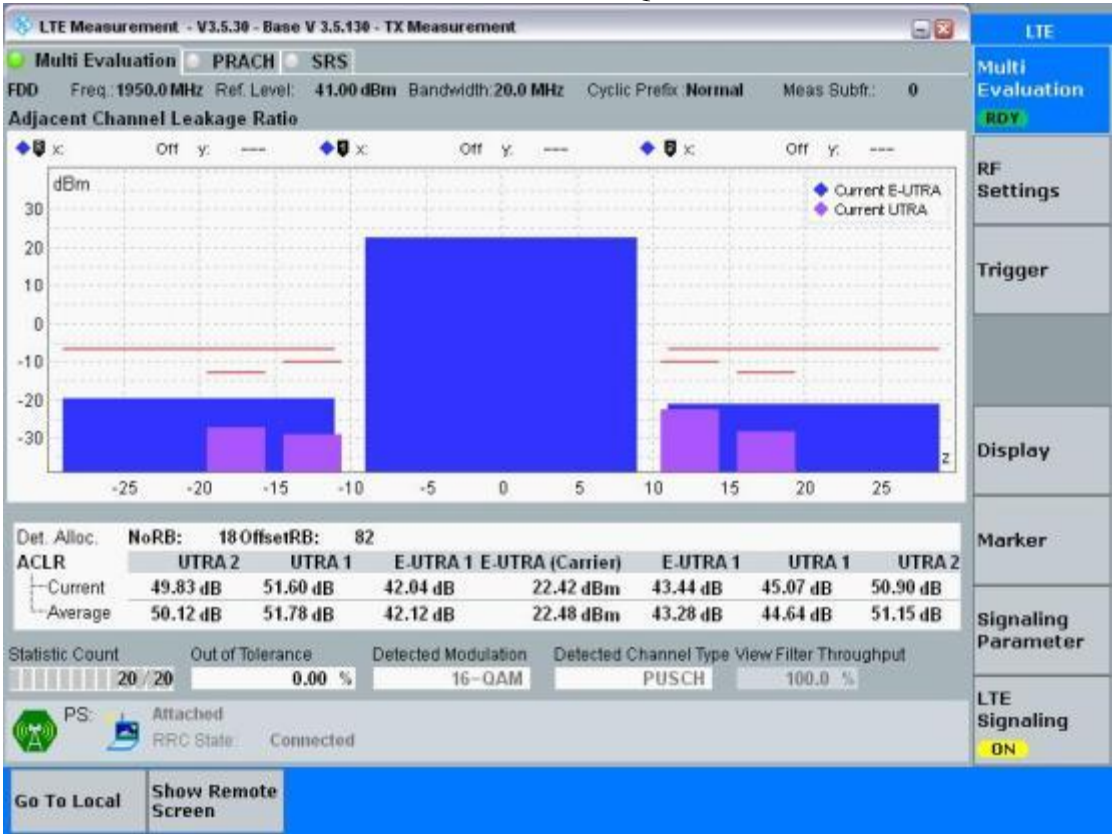 LTE Measurement - V3.5.30 - Base V 3.5.130 - TX Measurement
LTE
Multi Evaluation PRACH SRS
Multi
Evaluation
RDY
FDD Freq.: 1950.0 MHz Ref. Level: 41.00 dBm Bandwidth: 20.0 MHz Cyclic Prefix: Normal Meas Subfr.: 0
Adjacent Channel Leakage Ratio
x: Off y: --- x: Off y: --- x: Off y: ---
RF
Settings
dBm
Current E-UTRA
Current UTRA
30
20
10
0
-10
-20
-30
z
-25 -20 -15 -10 -5 0 5 10 15 20 25
Trigger
Display
Marker
Signaling
Parameter
LTE
Signaling
ON
Det. Alloc. NoRB: 18 OffsetRB: 82
ACLR UTRA 2 UTRA 1 E-UTRA 1 E-UTRA (Carrier) E-UTRA 1 UTRA 1 UTRA 2
Current 49.83 dB 51.60 dB 42.04 dB 22.42 dBm 43.44 dB 45.07 dB 50.90 dB
Average 50.12 dB 51.78 dB 42.12 dB 22.48 dBm 43.28 dB 44.64 dB 51.15 dB
Statistic Count Out of Tolerance Detected Modulation Detected Channel Type View Filter Throughput
20 / 20 0.00 % 16-QAM PUSCH 100.0 %
PS: Attached
RRC State: Connected
Go To Local
Show Remote
Screen